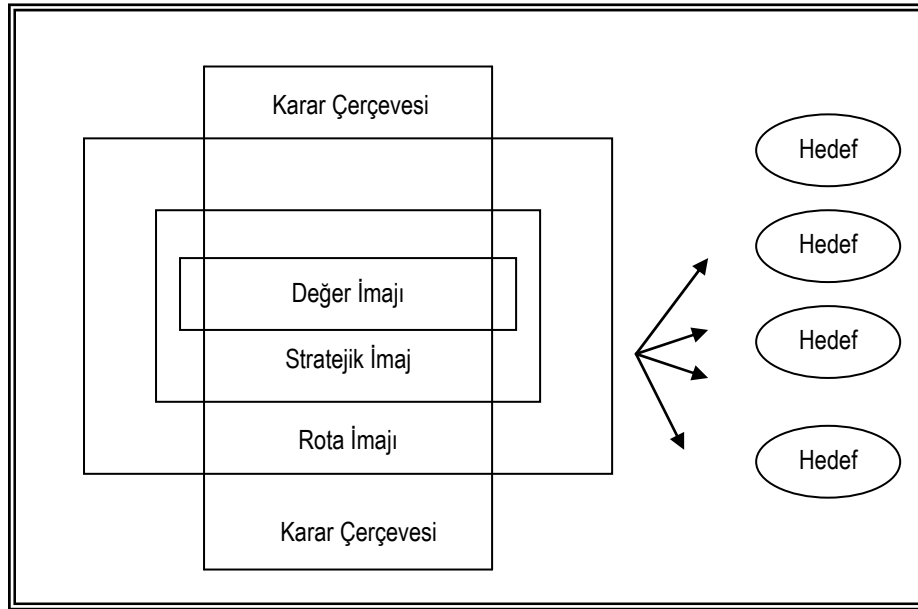 Karar Çerçevesi
Değer İmajı
Stratejik İmaj
Rota İmajı
Karar Çerçevesi
Hedef
Hedef
Hedef
Hedef